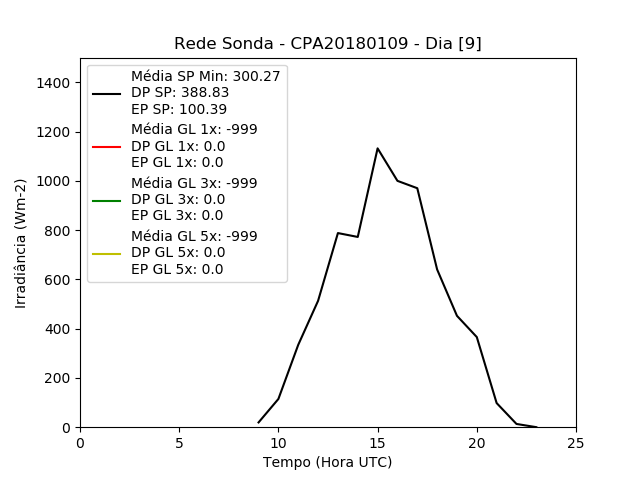 Rede Sonda - CPA20180109 - Dia [9]
Média SP Min: 300.27
DP SP: 388.83
EP SP: 100.39
Média GL 1x: -999
DP GL 1x: 0.0
EP GL 1x: 0.0
Média GL 3x: -999
DP GL 3x: 0.0
EP GL 3x: 0.0
Média GL 5x: -999
DP GL 5x: 0.0
EP GL 5x: 0.0
Irradiância (Wm-2)
1400
1200
1000
800
600
400
200
0
0 5 10 15 20 25
Tempo (Hora UTC)